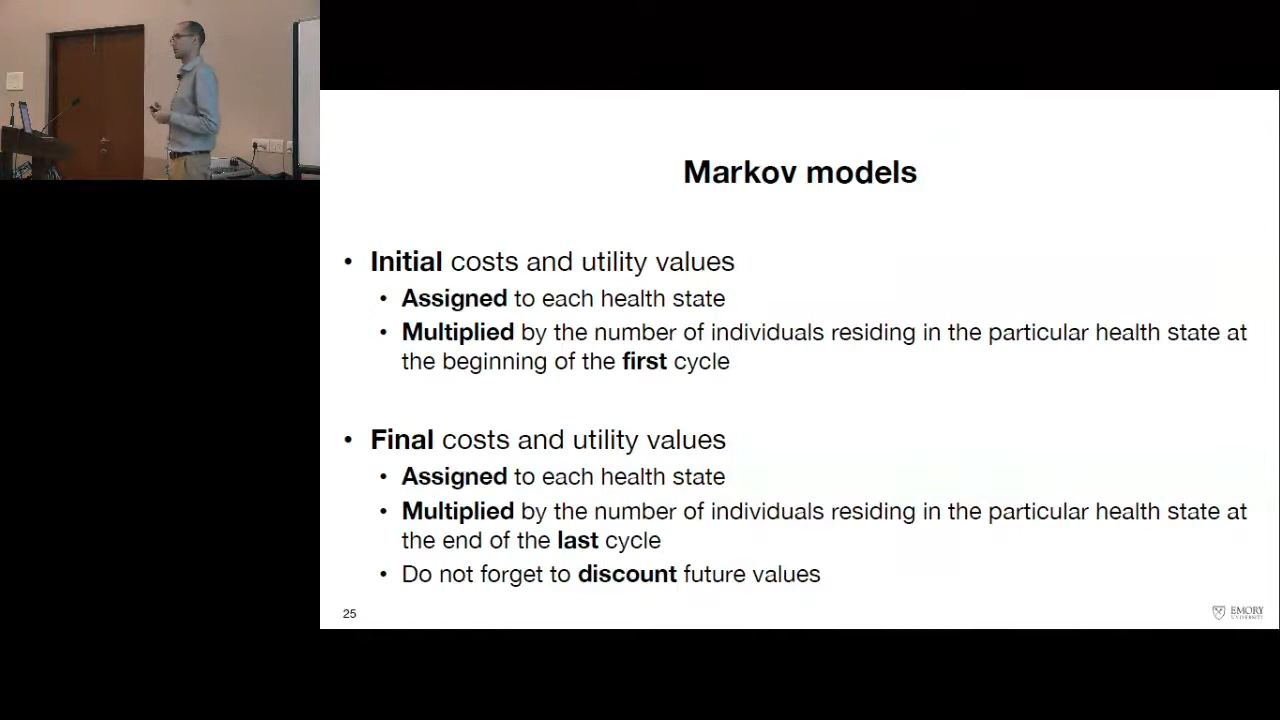 Markov models
• Initial costs and utility values
• Assigned to each health state
• Multiplied by the number of individuals residing in the particular health state at
the beginning of the first cycle
• Final costs and utility values
• Assigned to each health state
• Multiplied by the number of individuals residing in the particular health state at
the end of the last cycle
• Do not forget to discount future values
25
EMORY
UNIVERSITY